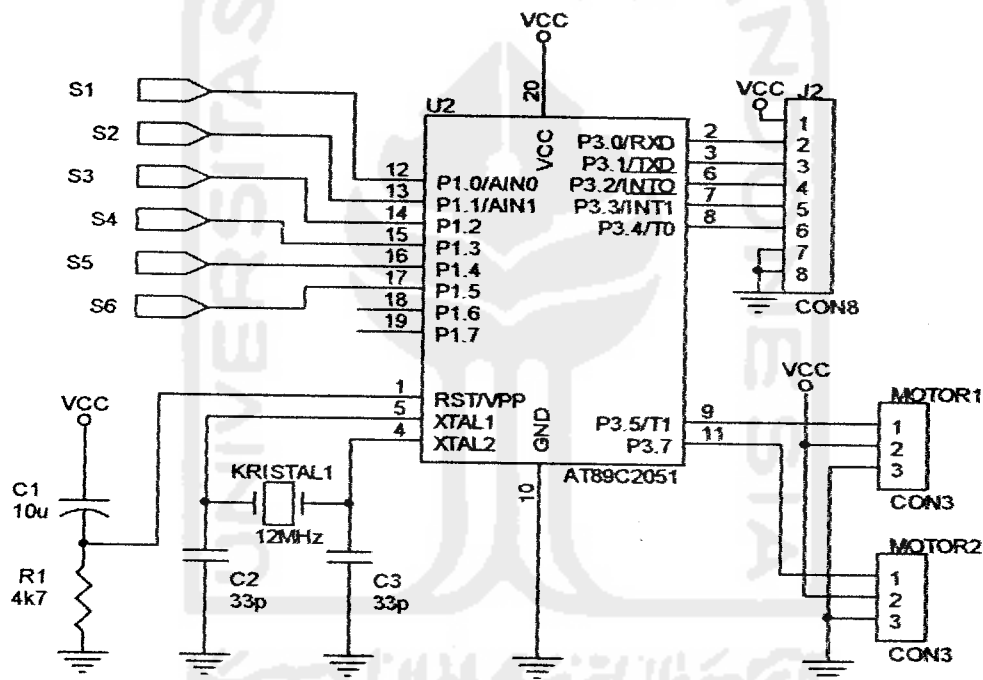 VCC
S1
S2
S3
S4
S5
S6
U2
20
VCC
12
13
14
15
16
17
18
19
P1.0/AIN0
P1.1/AIN1
P1.2
P1.3
P1.4
P1.5
P1.6
P1.7
P3.0/RXD
P3.1/TXD
P3.2/INTO
P3.3/INT1
P3.4/T0
2
3
6
7
8
VCC
J2
1
2
3
4
5
6
7
8
CON8
1
5
4
RST/VPP
XTAL1
XTAL2
GND
10
P3.5/T1
P3.7
9
11
AT89C2051
VCC
C1
10u
R1
4k7
KRISTAL1
12MHz
C2
33p
C3
33p
VCC
MOTOR1
1
2
3
CON3
MOTOR2
1
2
3
CON3
UNIVERSITAS
INDONESIA